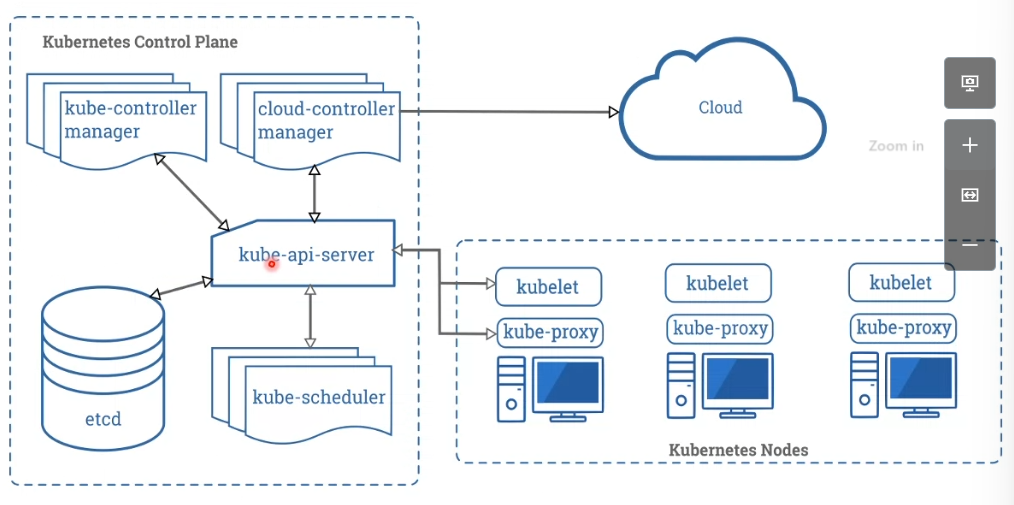 Kubernetes Control Plane
kube-controller
manager
cloud-controller
manager
Cloud
Zoom in
kube-api-server
kubelet
kubelet
kubelet
kube-proxy
kube-proxy
kube-proxy
etcd
kube-scheduler
Kubernetes Nodes